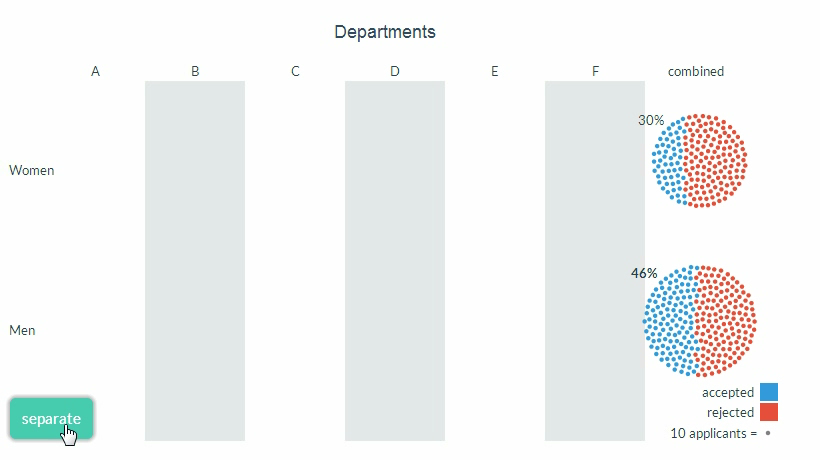 Departments
A B C D E F combined
30%
Women
46%
Men
accepted
separate
rejected
10 applicants =